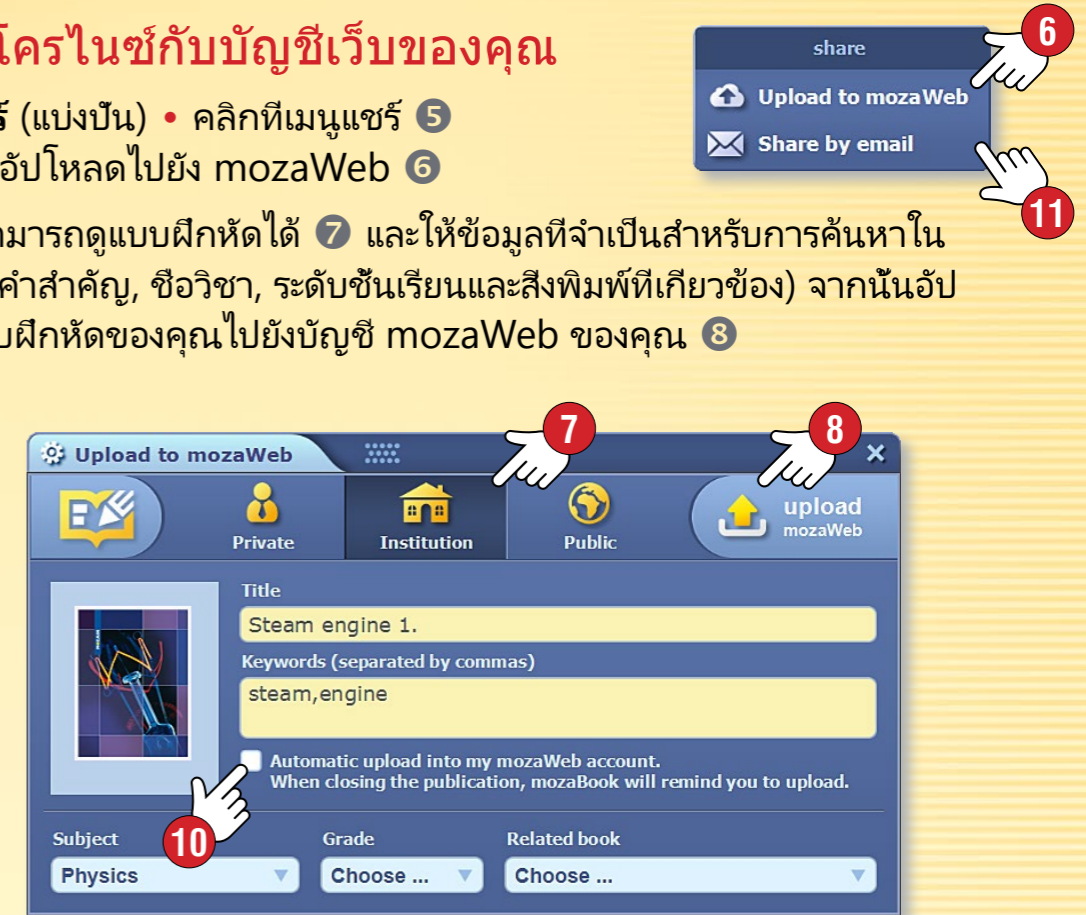 โครไนซ์กับบัญชีเว็บของคุณ
ร์ (แบ่งปัน) • คลิกที่เมนูแชร์ 5
อัปโหลดไปยัง mozaWeb 6
ามารถดูแบบฝึกหัดได้ 7 และให้ข้อมูลที่จำเป็นสำหรับการค้นหาใน
คำสำคัญ, ชื่อวิชา, ระดับชั้นเรียนและสิ่งพิมพ์ที่เกี่ยวข้อง) จากนั้นอัป
บฝึกหัดของคุณไปยังบัญชี mozaWeb ของคุณ 8
share
6
Upload to mozaWeb
Share by email
11
Upload to mozaWeb
7
8
×
Private
Institution
Public
upload
mozaWeb
Title
Steam engine 1.
Keywords (separated by commas)
steam,engine
Automatic upload into my mozaWeb account.
When closing the publication, mozaBook will remind you to upload.
10
Subject
Grade
Related book
Physics
Choose ...
Choose ...